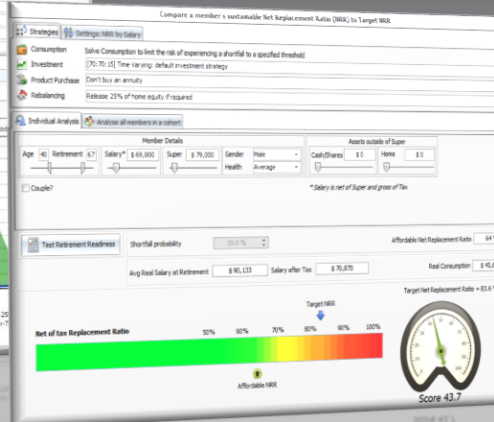 Compare a member's sustainable Net Replacement Ratio (NRR) to Target NRR
Strategies Settings: NRR by Salary
Consumption Solve Consumption to limit the risk of experiencing a shortfall to a specified threshold
Investment [70:70:15] Time Varying: default investment strategy
Product Purchase Don't buy an annuity
Rebalancing Release 25% of home equity if required
Individual Analysis Analyse all members in a cohort
Member Details Assets outside of Super
Age 40 Retirement 67 Salary* $ 69,000 Super $ 79,000 Gender Male Cash/Shares $ 0 Home $ 0
Health Average
Couple? *Salary is net of Super and gross of Tax
Test Retirement Readiness Shortfall probability 10.0 % Affordable Net Replacement Ratio 64
Avg Real Salary at Retirement $ 90,133 Salary after Tax $ 70,870 Real Consumption
Target Net Replacement Ratio = 83.6
Target NRR
Net of tax Replacement Ratio 50% 60% 70% 80% 90% 100%
Affordable NRR
Score 43.7